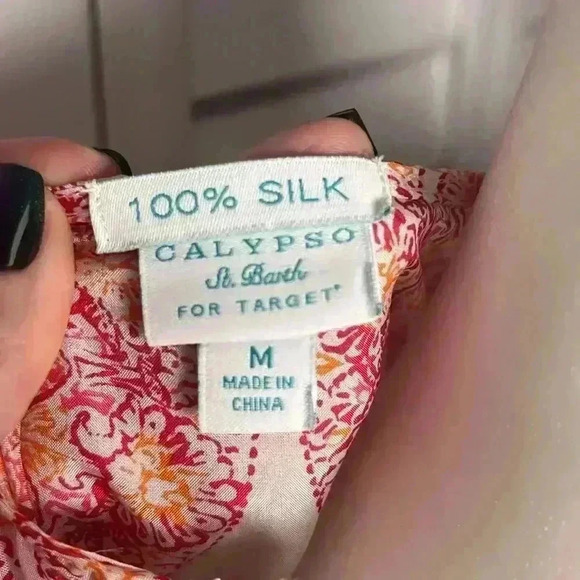 100% SILK
CALYPSO
St. Barth
FOR TARGET®
M
MADE IN
CHINA